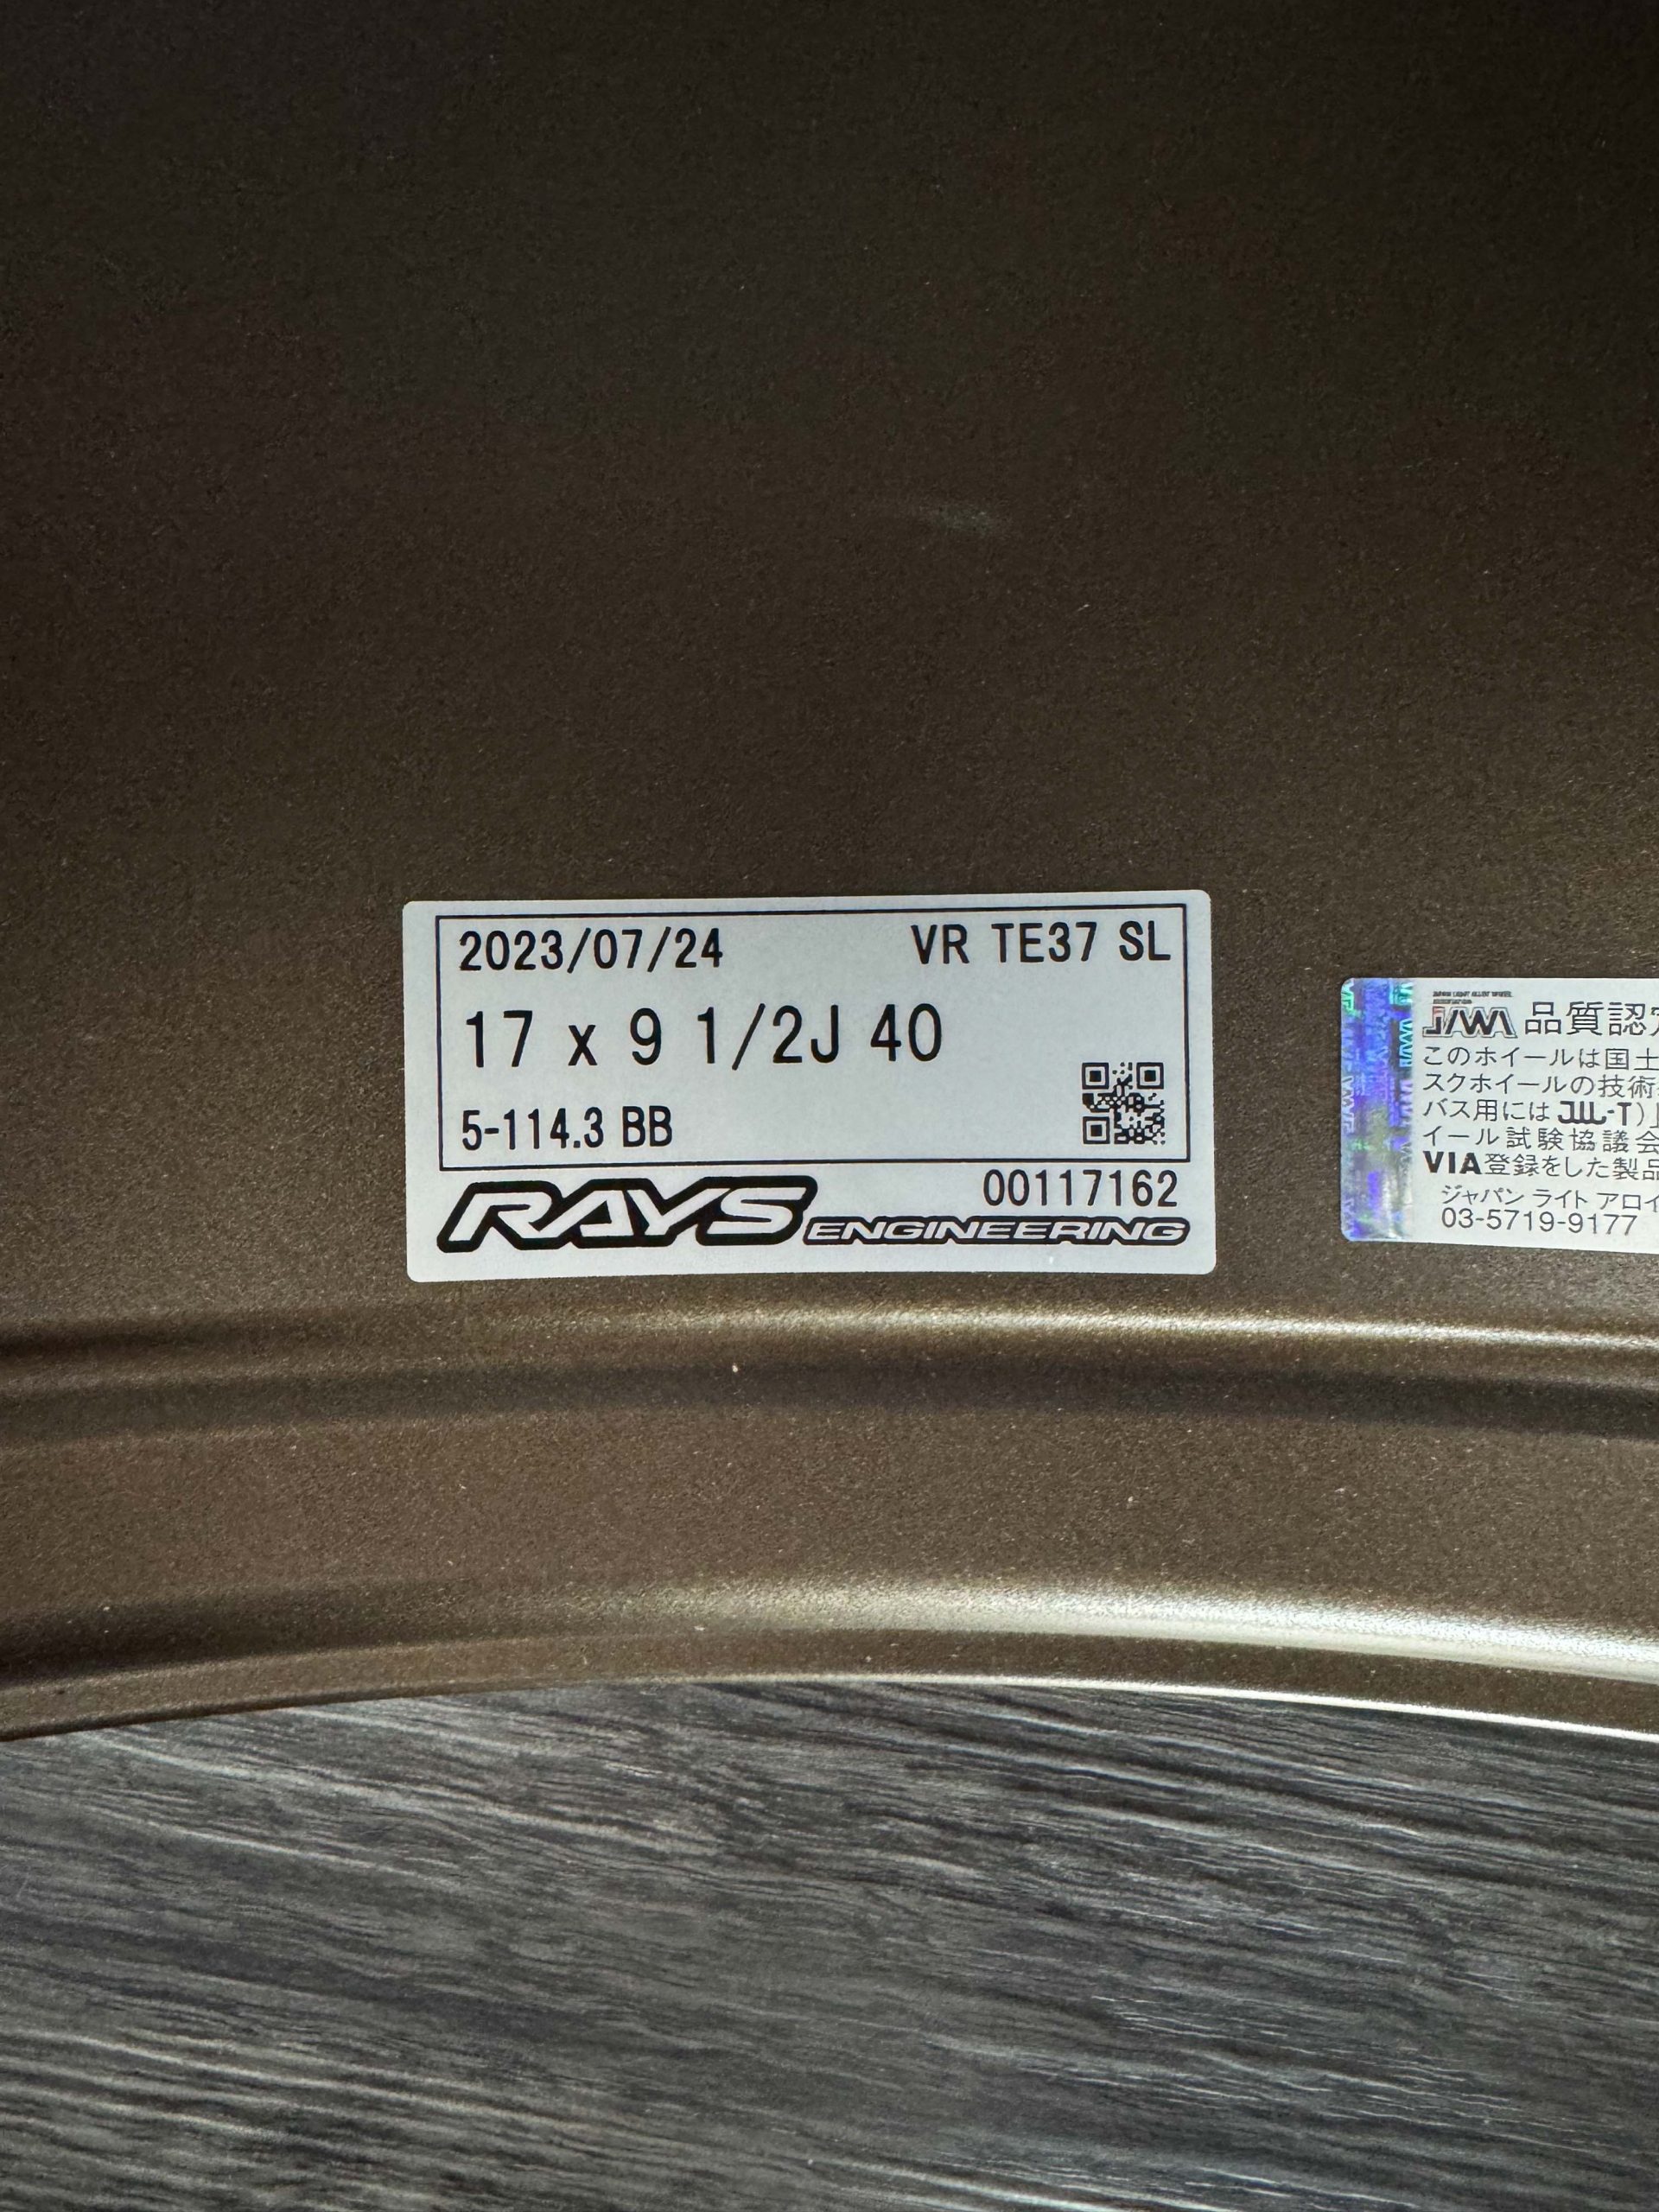 2023/07/24 VR TE37 SL
17 x 9 1/2J 40
5-114.3 BB
00117162
RAYS ENGINEERING
JAWA 品質認定
このホイールは国土
スクホイールの技術
バス用には JWL-T)
イール試験協議会
VIA登録をした製品
ジャパン ライト アロイ
03-5719-9177